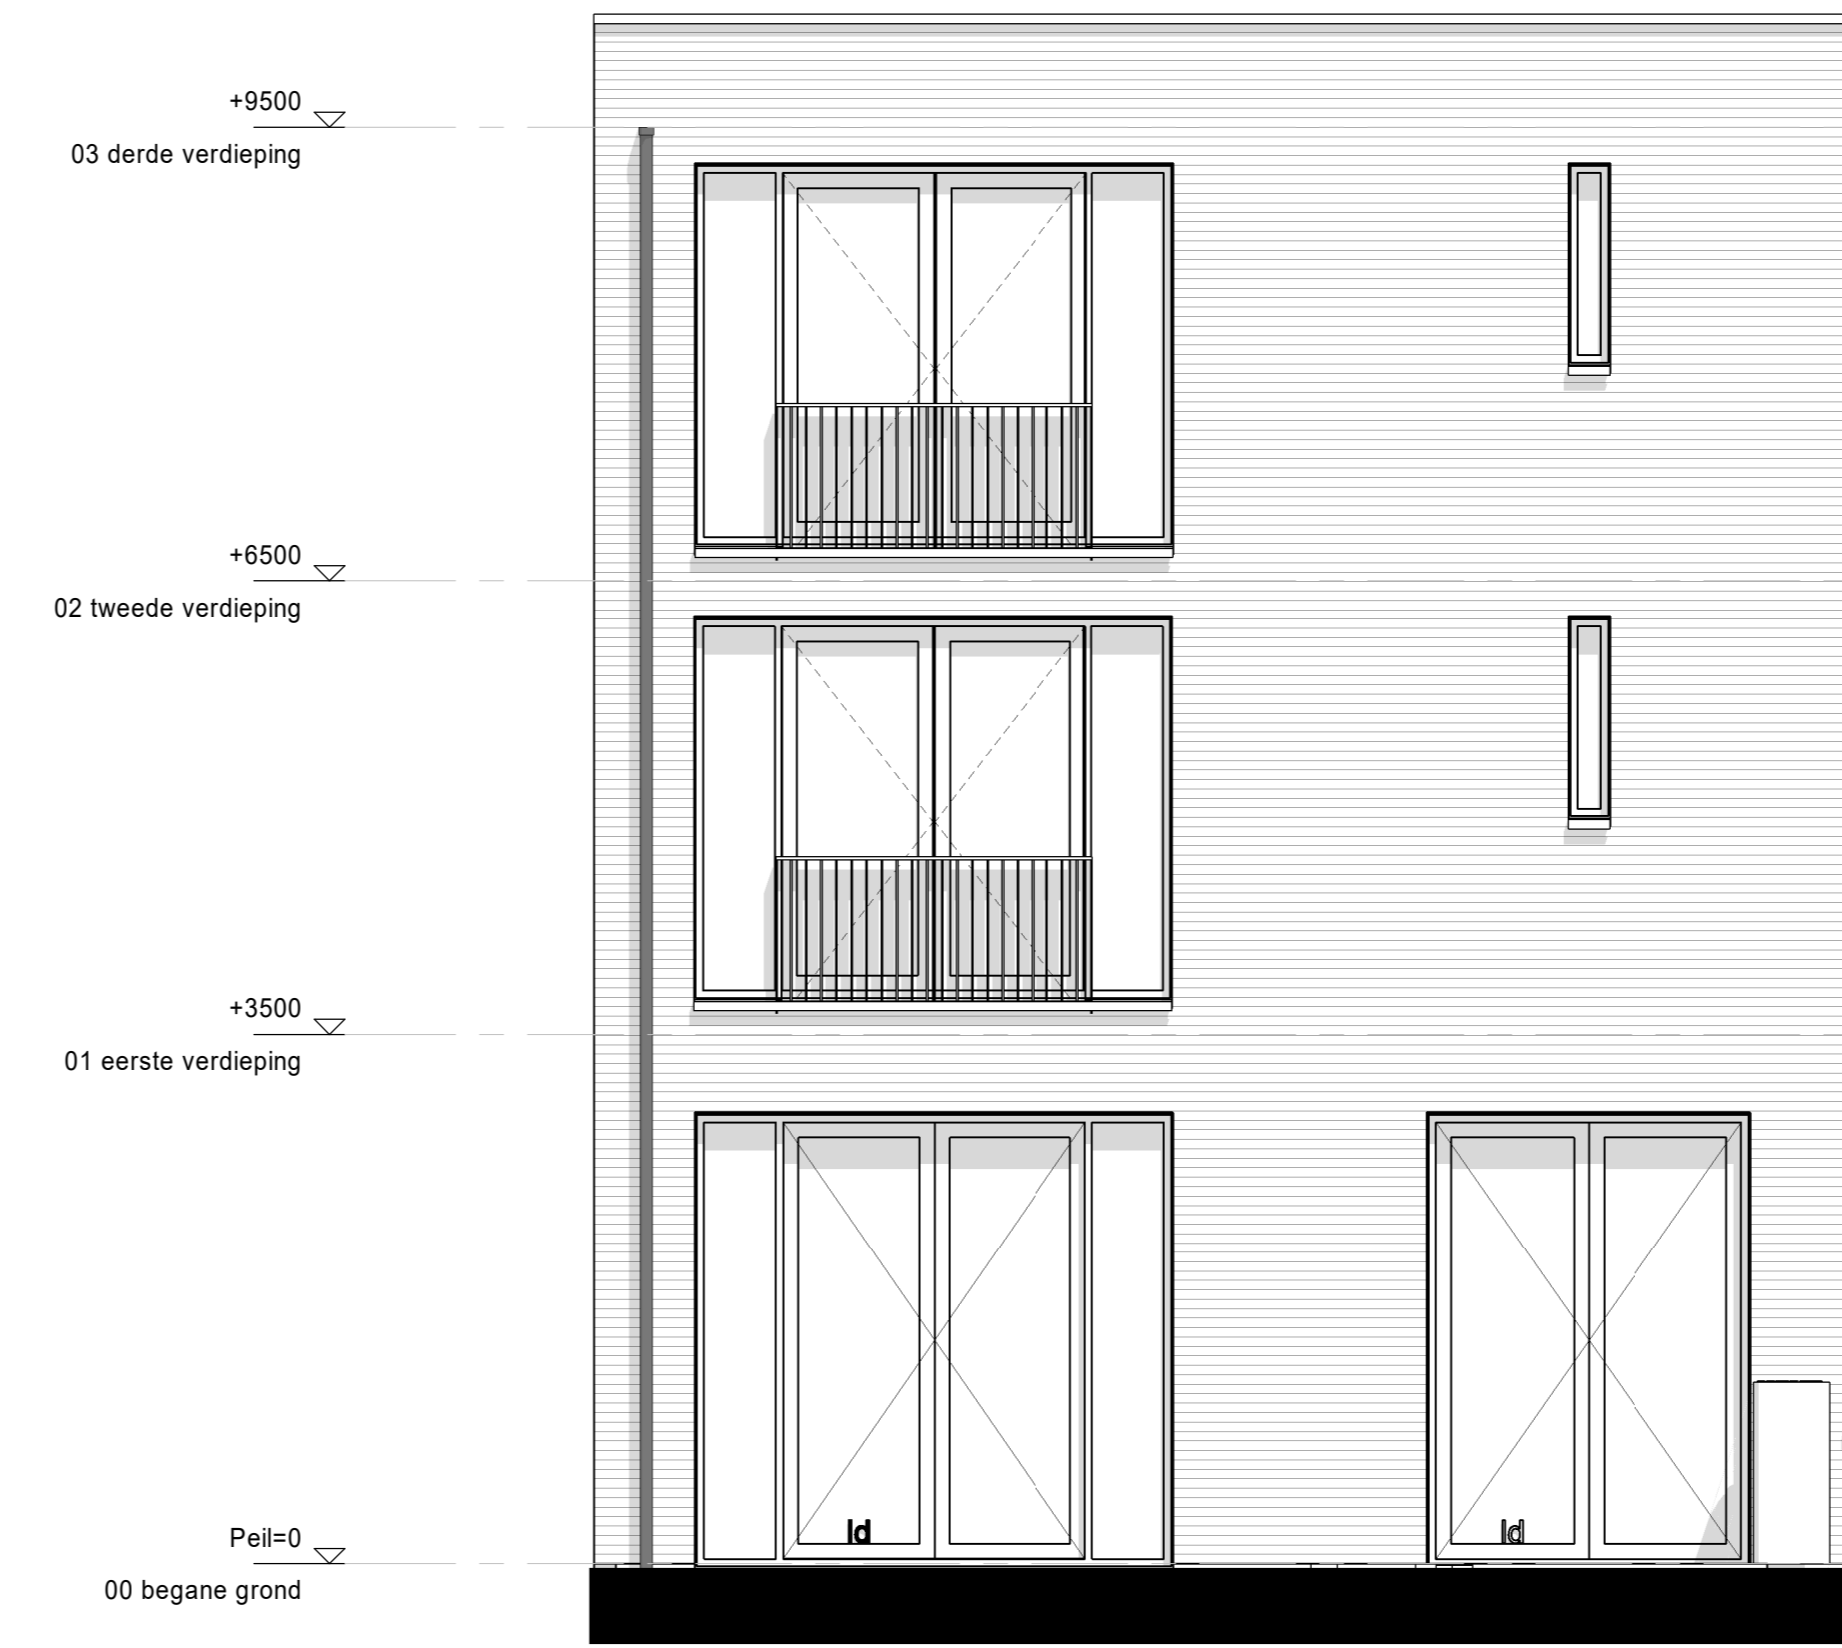 +9500
03 derde verdieping
+6500
02 tweede verdieping
+3500
01 eerste verdieping
ld ld
Peil=0
00 begane grond